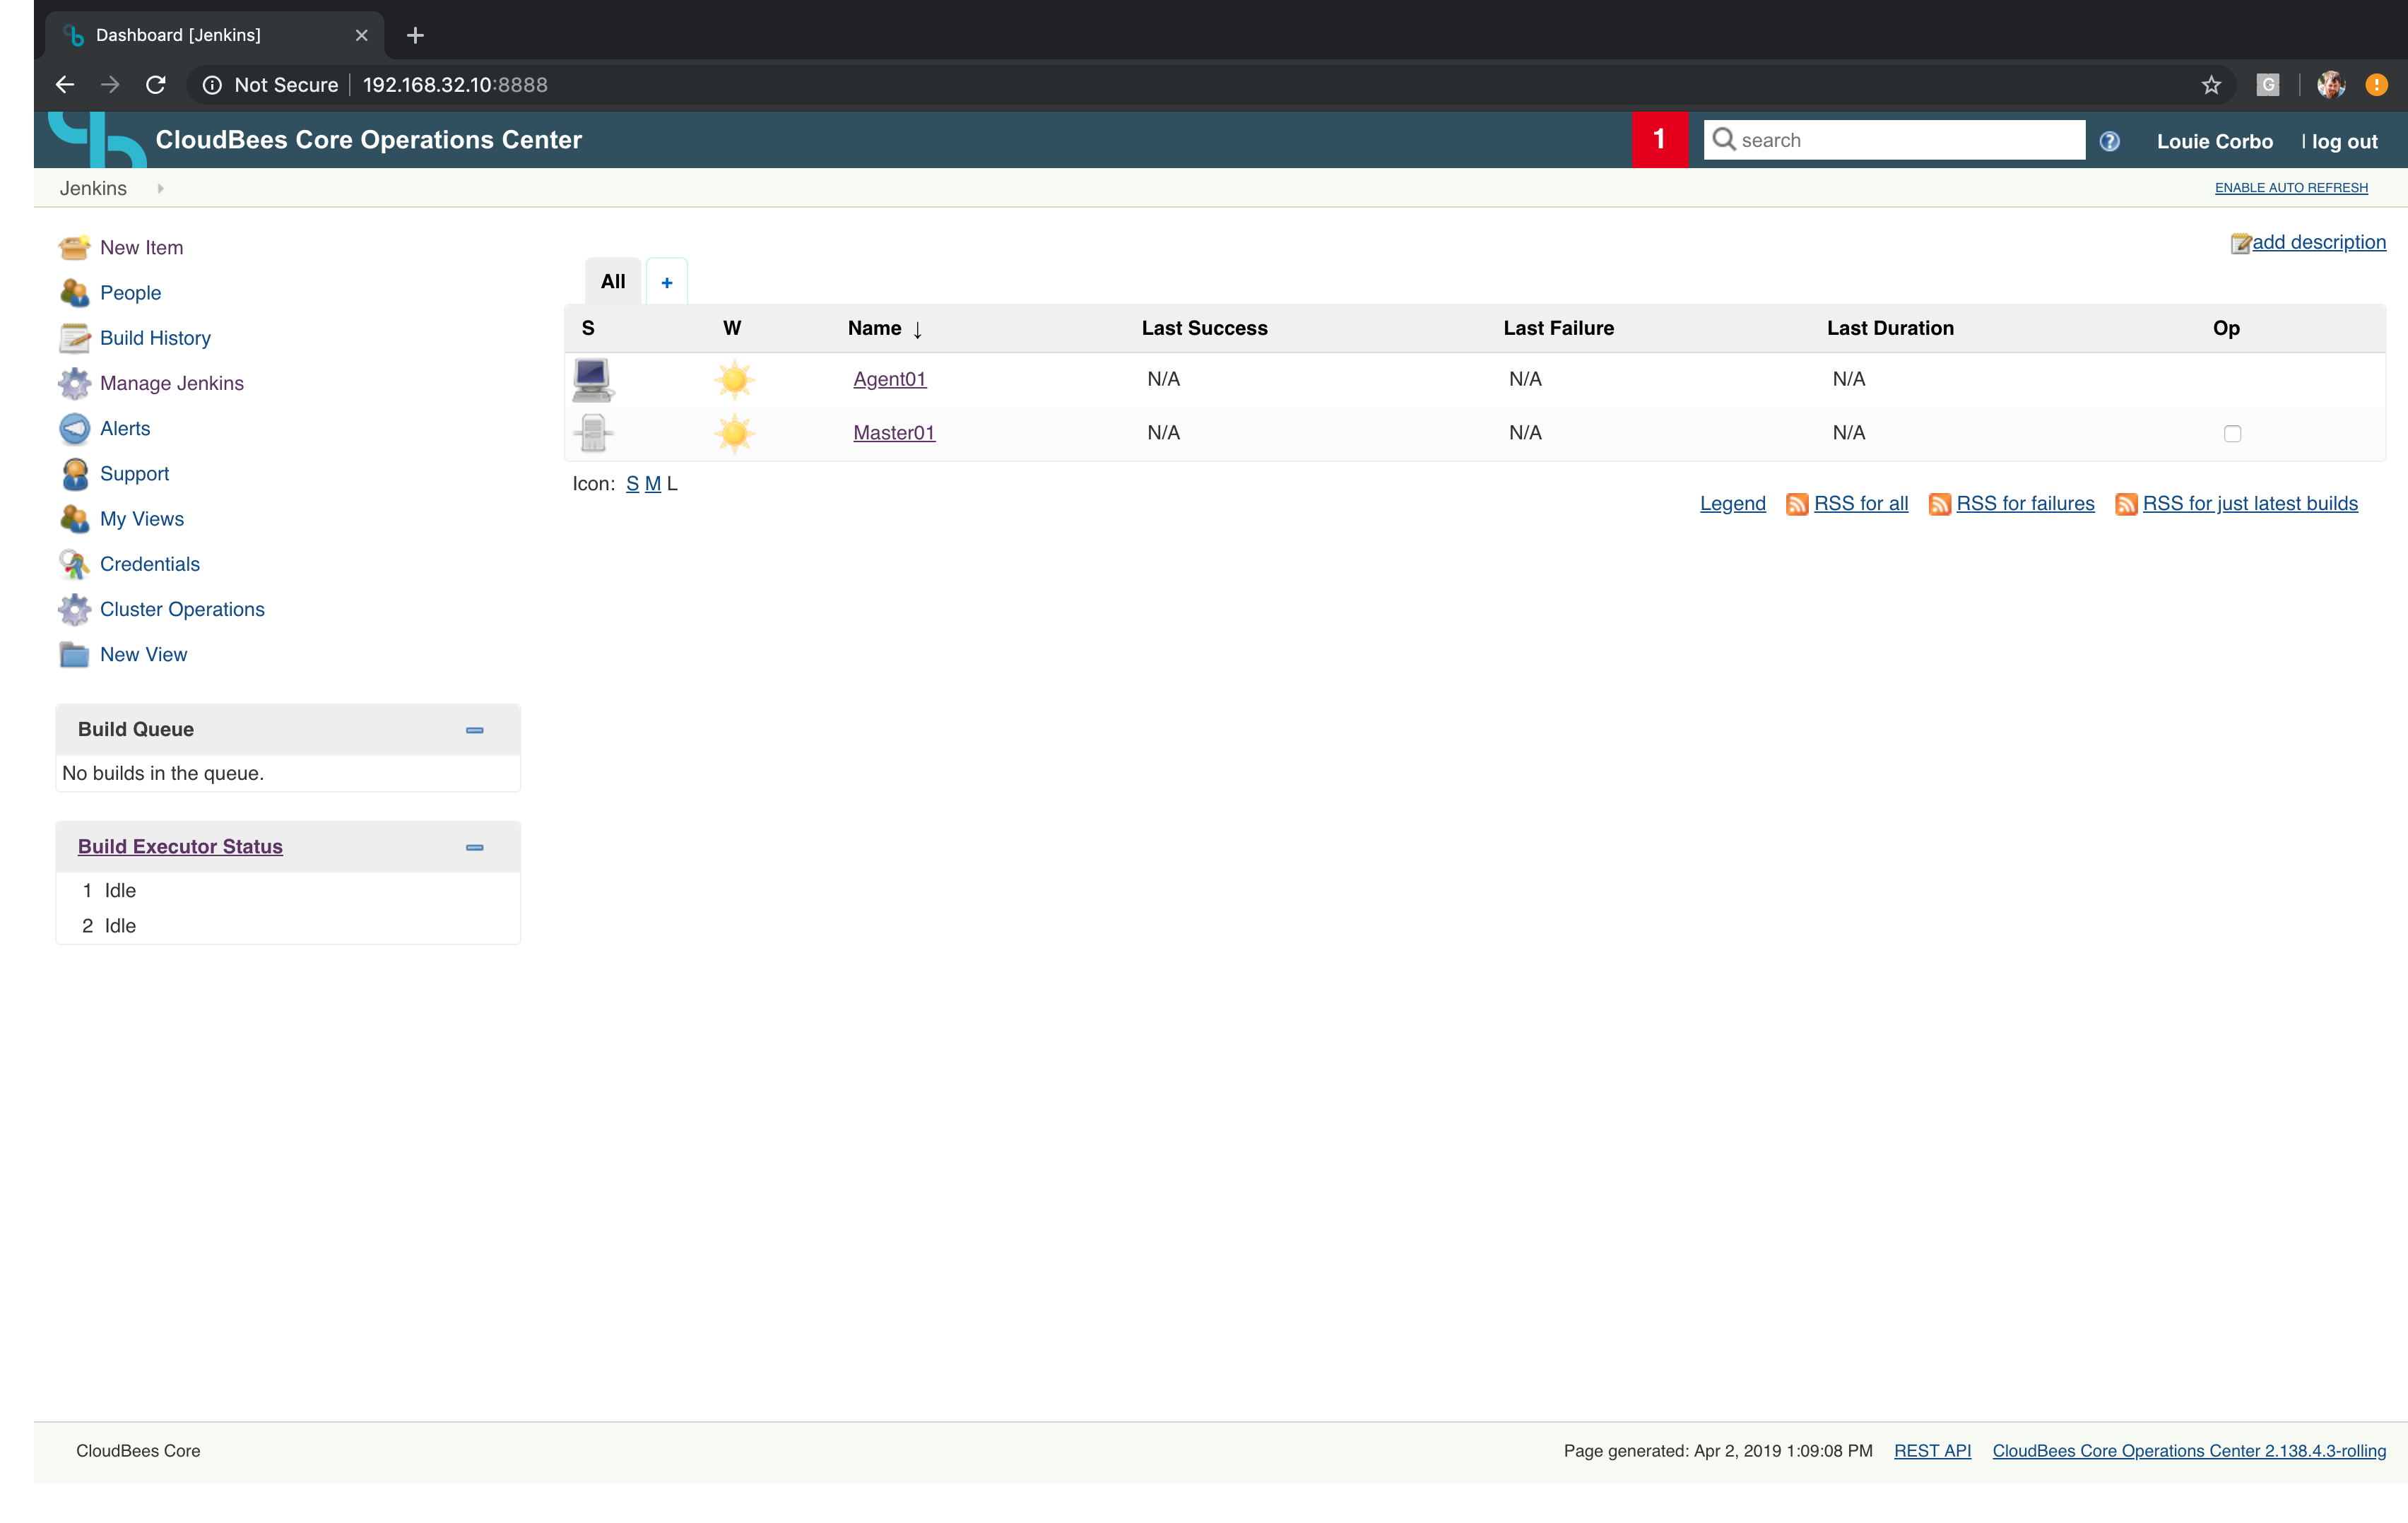 Dashboard [Jenkins]
Not Secure 192.168.32.10:8888
G
CloudBees Core Operations Center 1 search Louie Corbo | log out
Jenkins ENABLE AUTO REFRESH
add description
New Item
People
Build History
Manage Jenkins
Alerts
Support
My Views
Credentials
Cluster Operations
New View
Build Queue
No builds in the queue.
Build Executor Status
1 Idle
2 Idle
All +
S W Name ↓ Last Success Last Failure Last Duration Op
Agent01 N/A N/A N/A
Master01 N/A N/A N/A
Icon: S M L
Legend RSS for all RSS for failures RSS for just latest builds
CloudBees Core Page generated: Apr 2, 2019 1:09:08 PM REST API CloudBees Core Operations Center 2.138.4.3-rolling